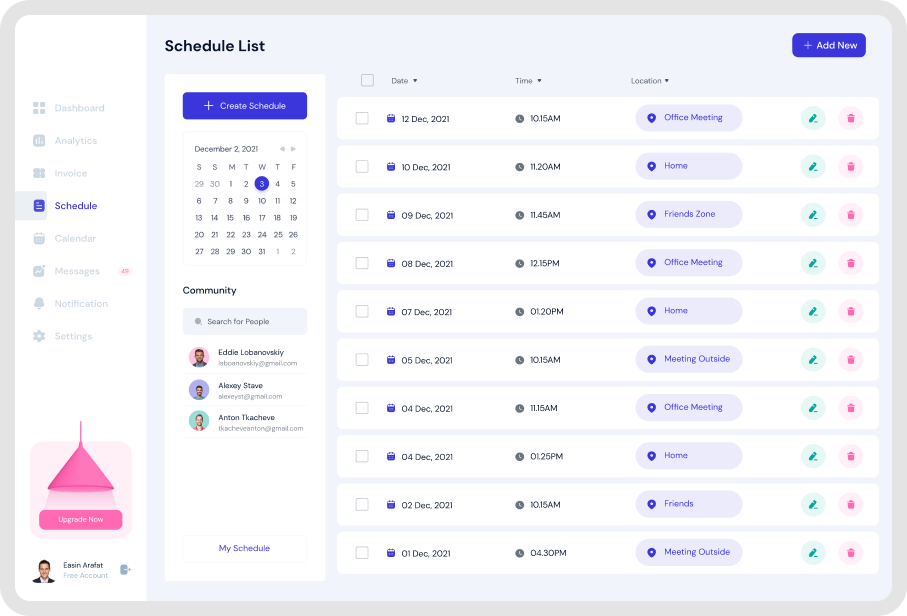 Schedule List
+ Add New
Dashboard
Analytics
Invoice
Schedule
Calendar
Messages 49
Notification
Settings
Upgrade Now
Easin Arafat
Free Account
+ Create Schedule
December 2, 2021
S S M T W T F
29 30 1 2 3 4 5
6 7 8 9 10 11 12
13 14 15 16 17 18 19
20 21 22 23 24 25 26
27 28 29 30 31 1 2
Community
Search for People
Eddie Lobanovskiy
laboanovskiy@gmail.com
Alexey Stave
alexeyst@gmail.com
Anton Tkacheve
tkacheveanton@gmail.com
My Schedule
Date Time Location
12 Dec, 2021 10.15AM Office Meeting
10 Dec, 2021 11.20AM Home
09 Dec, 2021 11.45AM Friends Zone
08 Dec, 2021 12.15PM Office Meeting
07 Dec, 2021 01.20PM Home
05 Dec, 2021 10.15AM Meeting Outside
04 Dec, 2021 11.15AM Office Meeting
04 Dec, 2021 01.25PM Home
02 Dec, 2021 10.15AM Friends
01 Dec, 2021 04.30PM Meeting Outside